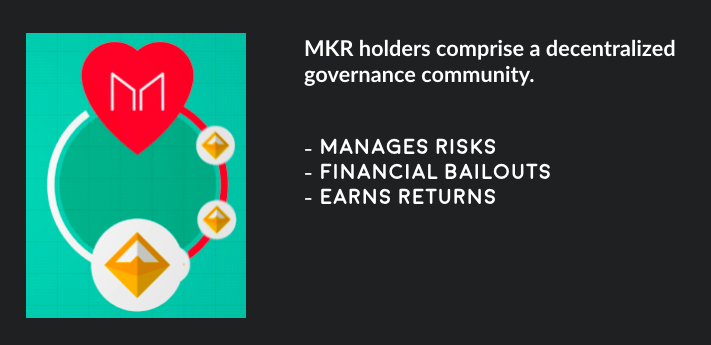 MKR holders comprise a decentralized
governance community.
- MANAGES RISKS
- FINANCIAL BAILOUTS
- EARNS RETURNS